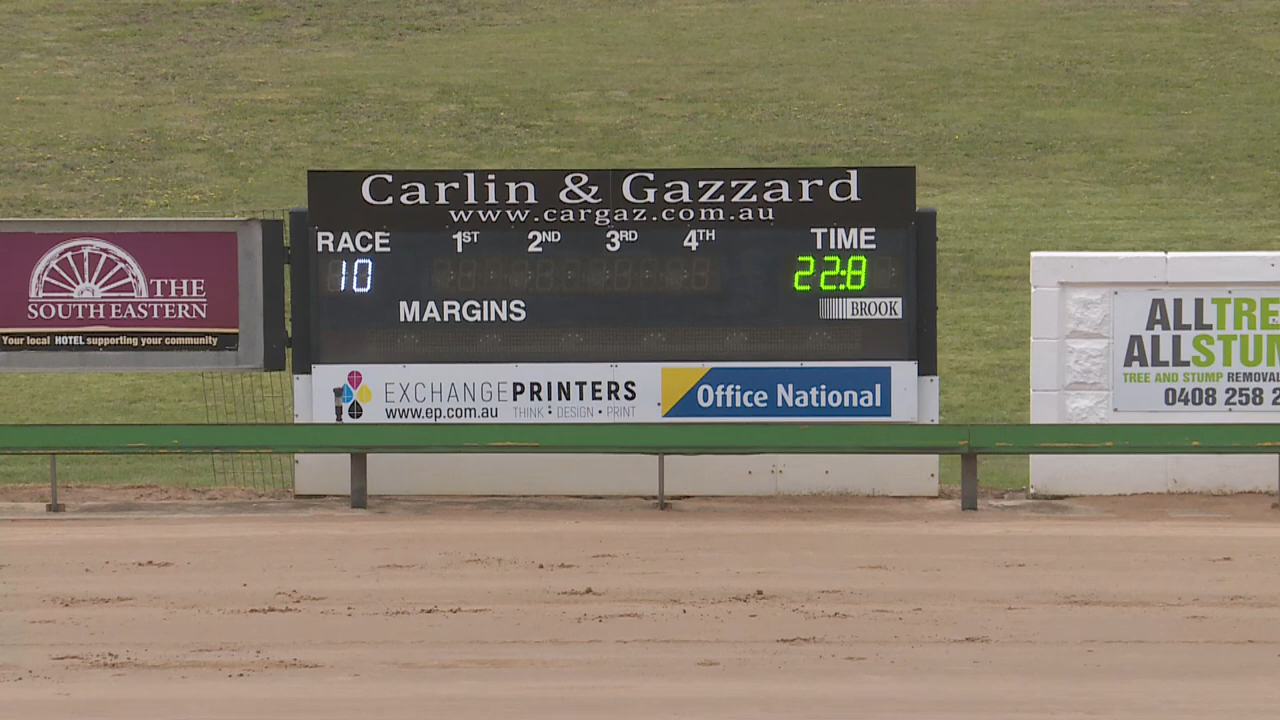 Carlin & Gazzard
www.cargaz.com.au
RACE 1ST 2ND 3RD 4TH TIME
10 22:8
MARGINS BROOK
THE
SOUTH EASTERN
Your local HOTEL supporting your community
EXCHANGEPRINTERS
www.ep.com.au THINK • DESIGN • PRINT
Office National
ALLTRE
ALLSTUM
TREE AND STUMP REMOVAL
0408 258 2